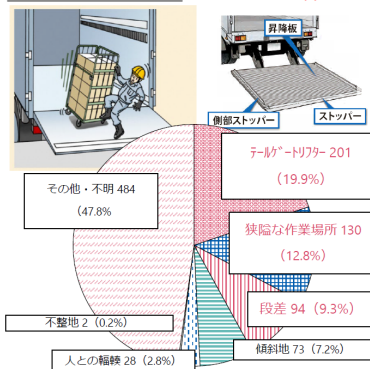 昇降板
側部ストッパー
ストッパー
テールゲートリフター 201
（19.9%）
その他・不明 484
（47.8%
狭隘な作業場所 130
（12.8%）
段差 94（9.3%）
不整地 2（0.2%）
傾斜地 73（7.2%）
人との輻輳 28（2.8%）